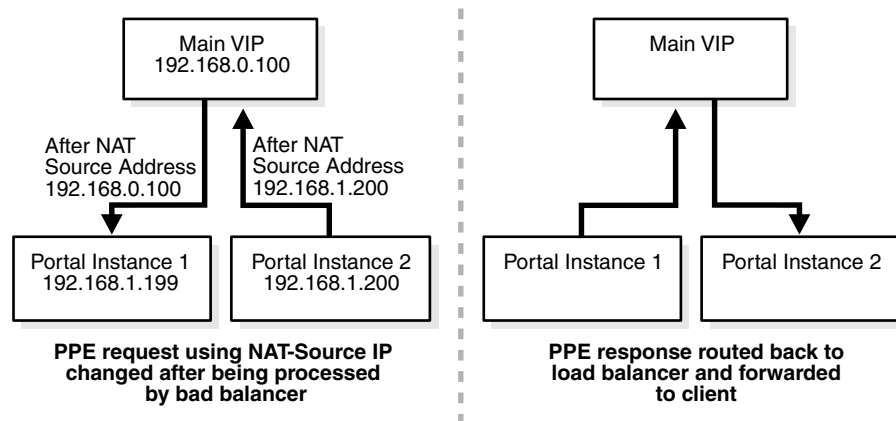 Main VIP
192.168.0.100
After NAT
Source Address
192.168.0.100
After NAT
Source Address
192.168.1.200
Portal Instance 1
192.168.1.199
Portal Instance 2
192.168.1.200
PPE request using NAT-Source IP
changed after being processed
by bad balancer
Main VIP
Portal Instance 1
Portal Instance 2
PPE response routed back to
load balancer and forwarded
to client